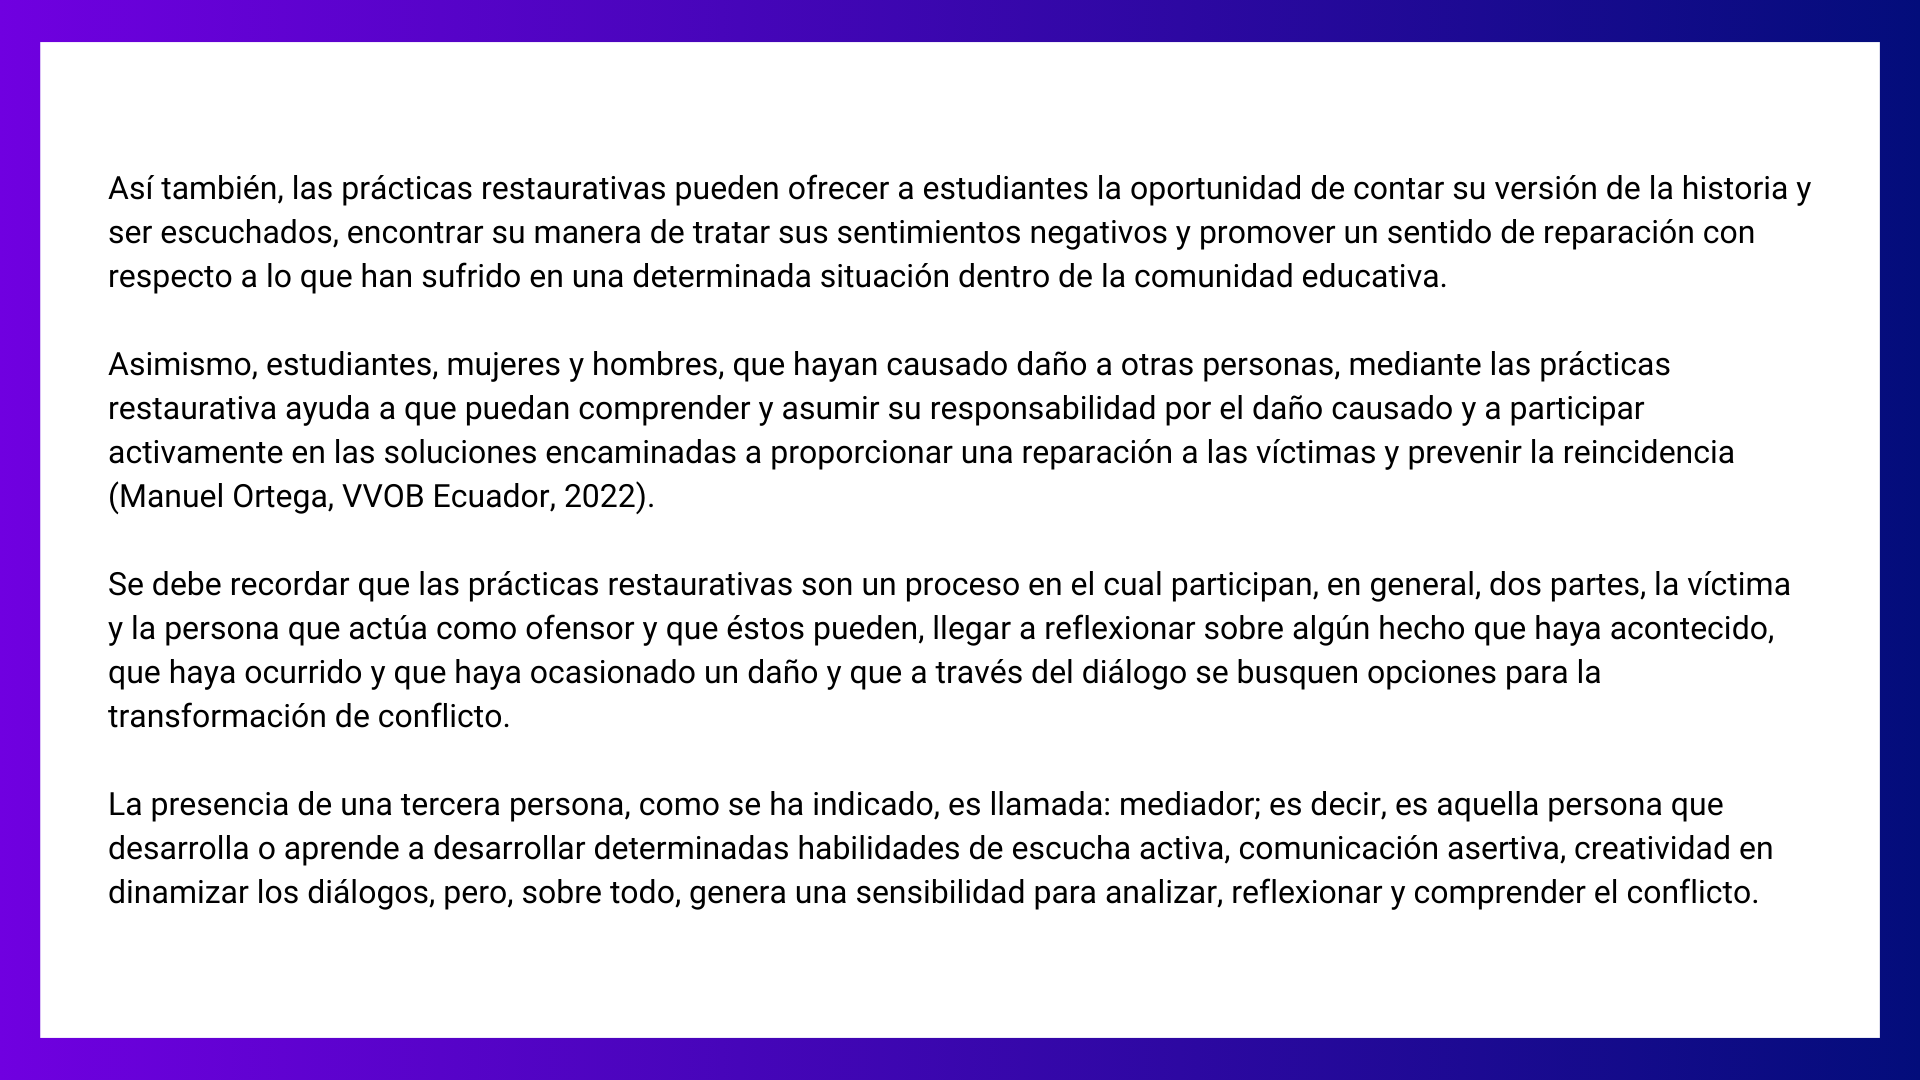 Así también, las prácticas restaurativas pueden ofrecer a estudiantes la oportunidad de contar su versión de la historia y
ser escuchados, encontrar su manera de tratar sus sentimientos negativos y promover un sentido de reparación con
respecto a lo que han sufrido en una determinada situación dentro de la comunidad educativa.
Asimismo, estudiantes, mujeres y hombres, que hayan causado daño a otras personas, mediante las prácticas
restaurativa ayuda a que puedan comprender y asumir su responsabilidad por el daño causado y a participar
activamente en las soluciones encaminadas a proporcionar una reparación a las víctimas y prevenir la reincidencia
(Manuel Ortega, VVOB Ecuador, 2022).
Se debe recordar que las prácticas restaurativas son un proceso en el cual participan, en general, dos partes, la víctima
y la persona que actúa como ofensor y que éstos pueden, llegar a reflexionar sobre algún hecho que haya acontecido,
que haya ocurrido y que haya ocasionado un daño y que a través del diálogo se busquen opciones para la
transformación de conflicto.
La presencia de una tercera persona, como se ha indicado, es llamada: mediador; es decir, es aquella persona que
desarrolla o aprende a desarrollar determinadas habilidades de escucha activa, comunicación asertiva, creatividad en
dinamizar los diálogos, pero, sobre todo, genera una sensibilidad para analizar, reflexionar y comprender el conflicto.